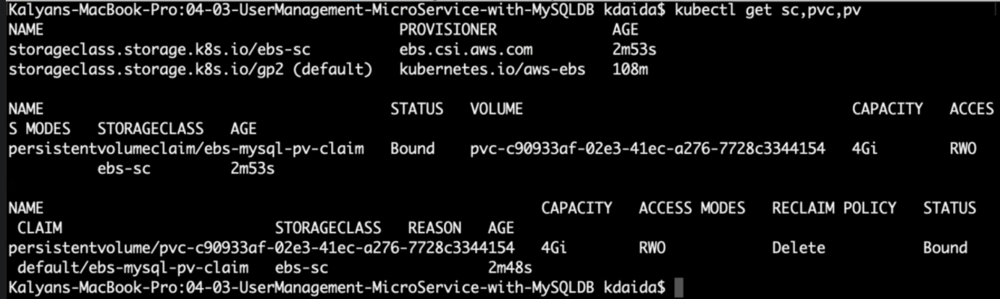 Kalyans-MacBook-Pro:04-03-UserManagement-MicroService-with-MySQLDB kdaida$ kubectl get sc,pvc,pv
NAME                                        PROVISIONER             AGE
storageclass.storage.k8s.io/ebs-sc          ebs.csi.aws.com         2m53s
storageclass.storage.k8s.io/gp2 (default)   kubernetes.io/aws-ebs   108m

NAME                                       STATUS   VOLUME                                     CAPACITY   ACCES
S MODES   STORAGECLASS   AGE
persistentvolumeclaim/ebs-mysql-pv-claim   Bound    pvc-c90933af-02e3-41ec-a276-7728c3344154   4Gi        RWO
          ebs-sc         2m53s

NAME                                                        CAPACITY   ACCESS MODES   RECLAIM POLICY   STATUS
 CLAIM                        STORAGECLASS   REASON   AGE
persistentvolume/pvc-c90933af-02e3-41ec-a276-7728c3344154   4Gi        RWO            Delete           Bound
 default/ebs-mysql-pv-claim   ebs-sc                  2m48s
Kalyans-MacBook-Pro:04-03-UserManagement-MicroService-with-MySQLDB kdaida$